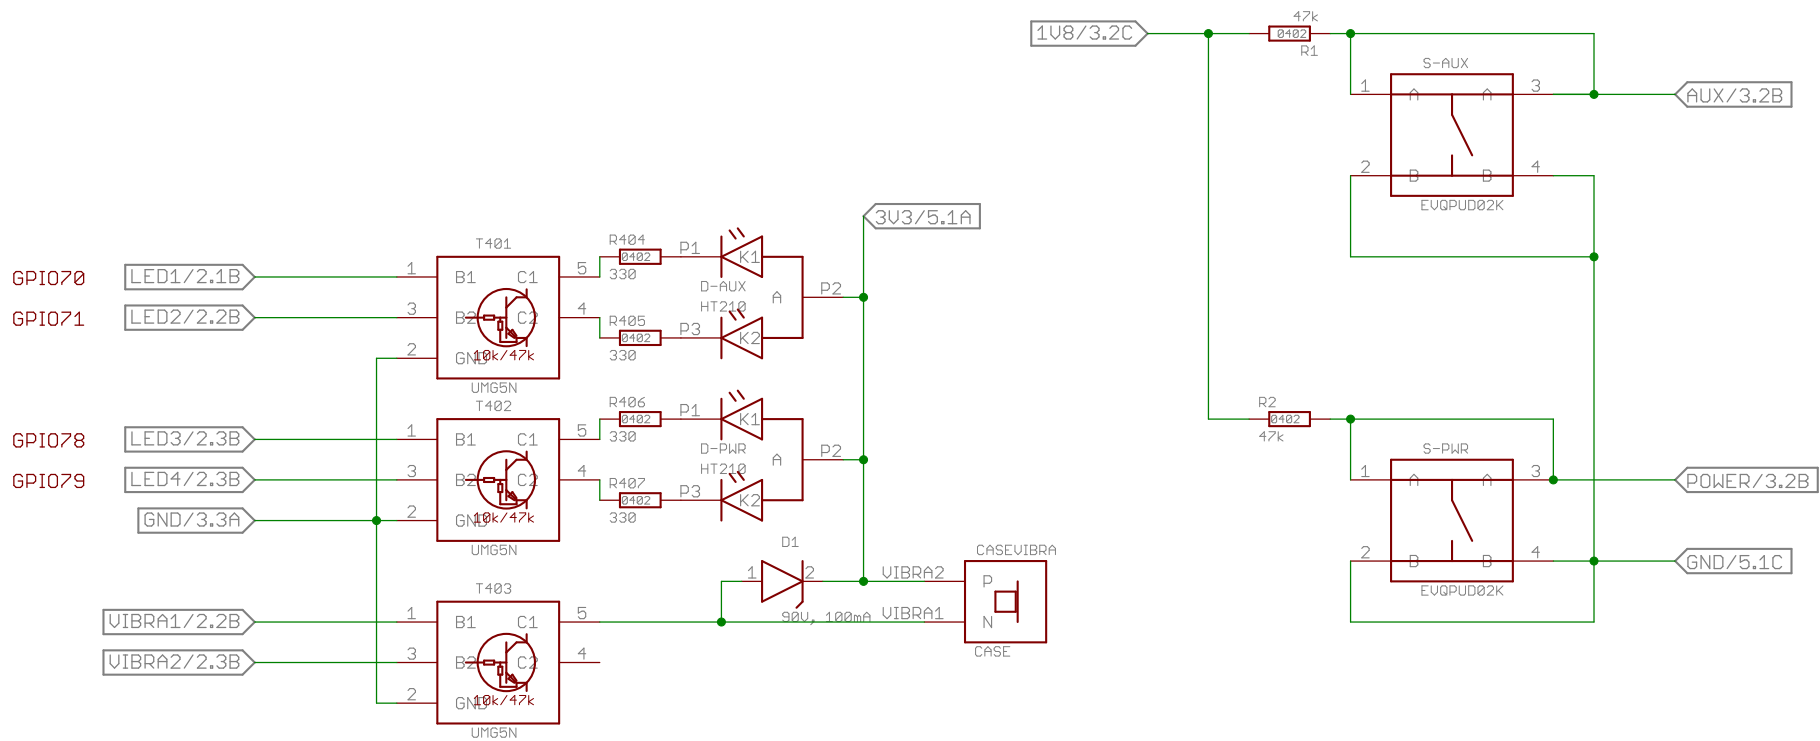 47k
1V8/3.2C
0402
R1
S-AUX
1
A
A
3
AUX/3.2B
2
B
B
4
EVQPUD02K
3V3/5.1A
T401
R404
0402
330
P1
K1
GPIO70
LED1/2.1B
1
B1
C1
5
D-AUX
HT210
A
P2
GPIO71
LED2/2.2B
3
B2
C2
4
R405
0402
330
P3
K2
2
GND
10k/47k
UMG5N
T402
R406
0402
330
P1
K1
GPIO78
LED3/2.3B
1
B1
C1
5
D-PWR
HT210
A
P2
GPIO79
LED4/2.3B
3
B2
C2
4
R407
0402
330
P3
K2
GND/3.3A
2
GND
10k/47k
UMG5N
R2
0402
47k
S-PWR
1
A
A
3
POWER/3.2B
2
B
B
4
GND/5.1C
EVQPUD02K
D1
1
2
90V, 100mA
VIBRA2
VIBRA1
CASEVIBRA
P
N
CASE
T403
VIBRA1/2.2B
1
B1
C1
5
VIBRA2/2.3B
3
B2
C2
4
2
GND
10k/47k
UMG5N